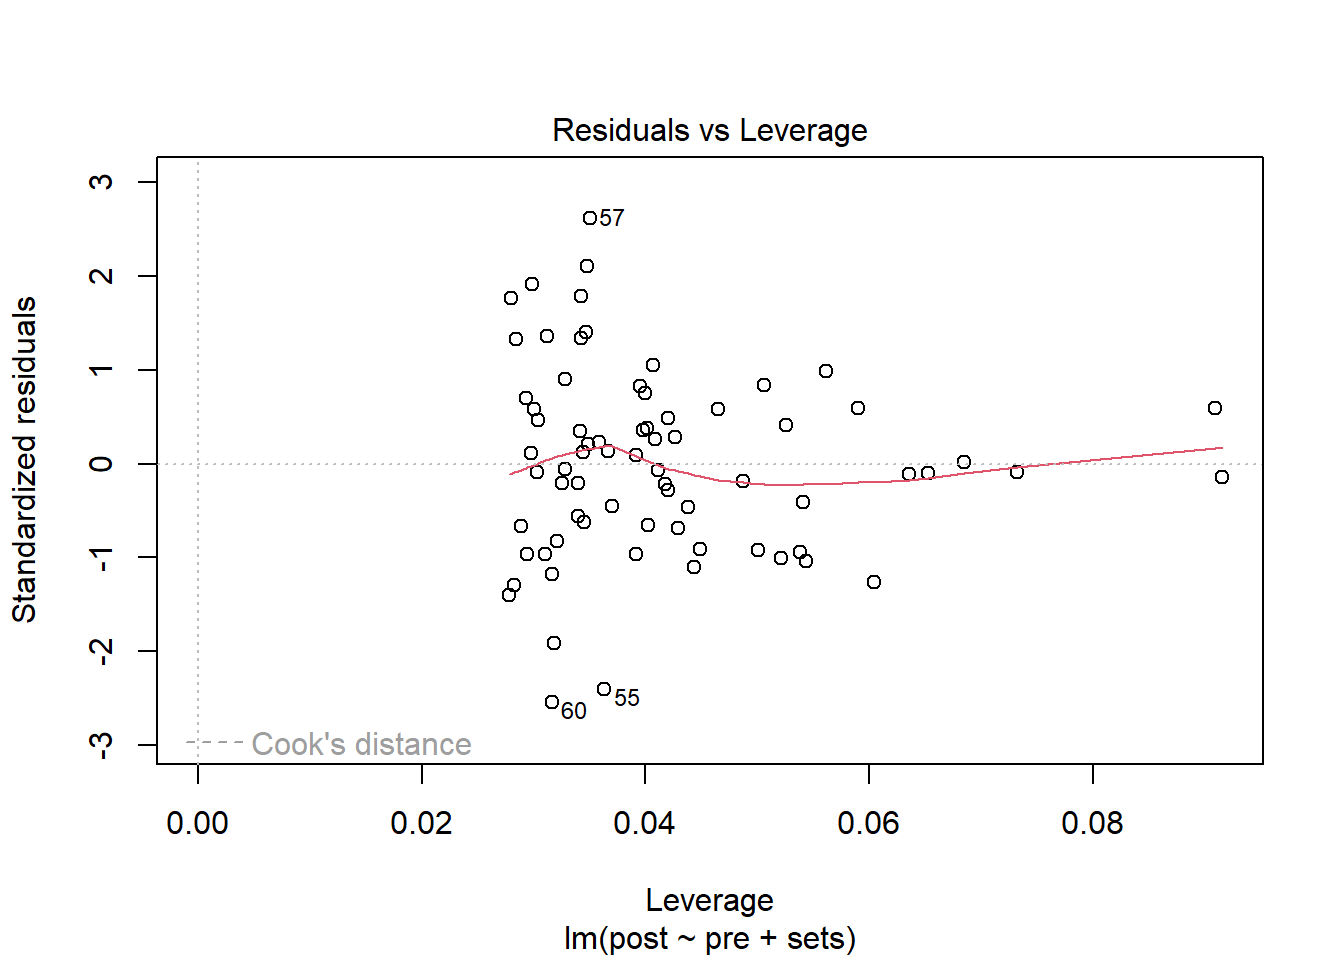 Residuals vs Leverage
Standardized residuals
3
2
1
0
-1
-2
-3
57
55
60
Cook's distance
0.00 0.02 0.04 0.06 0.08
Leverage
lm(post ~ pre + sets)